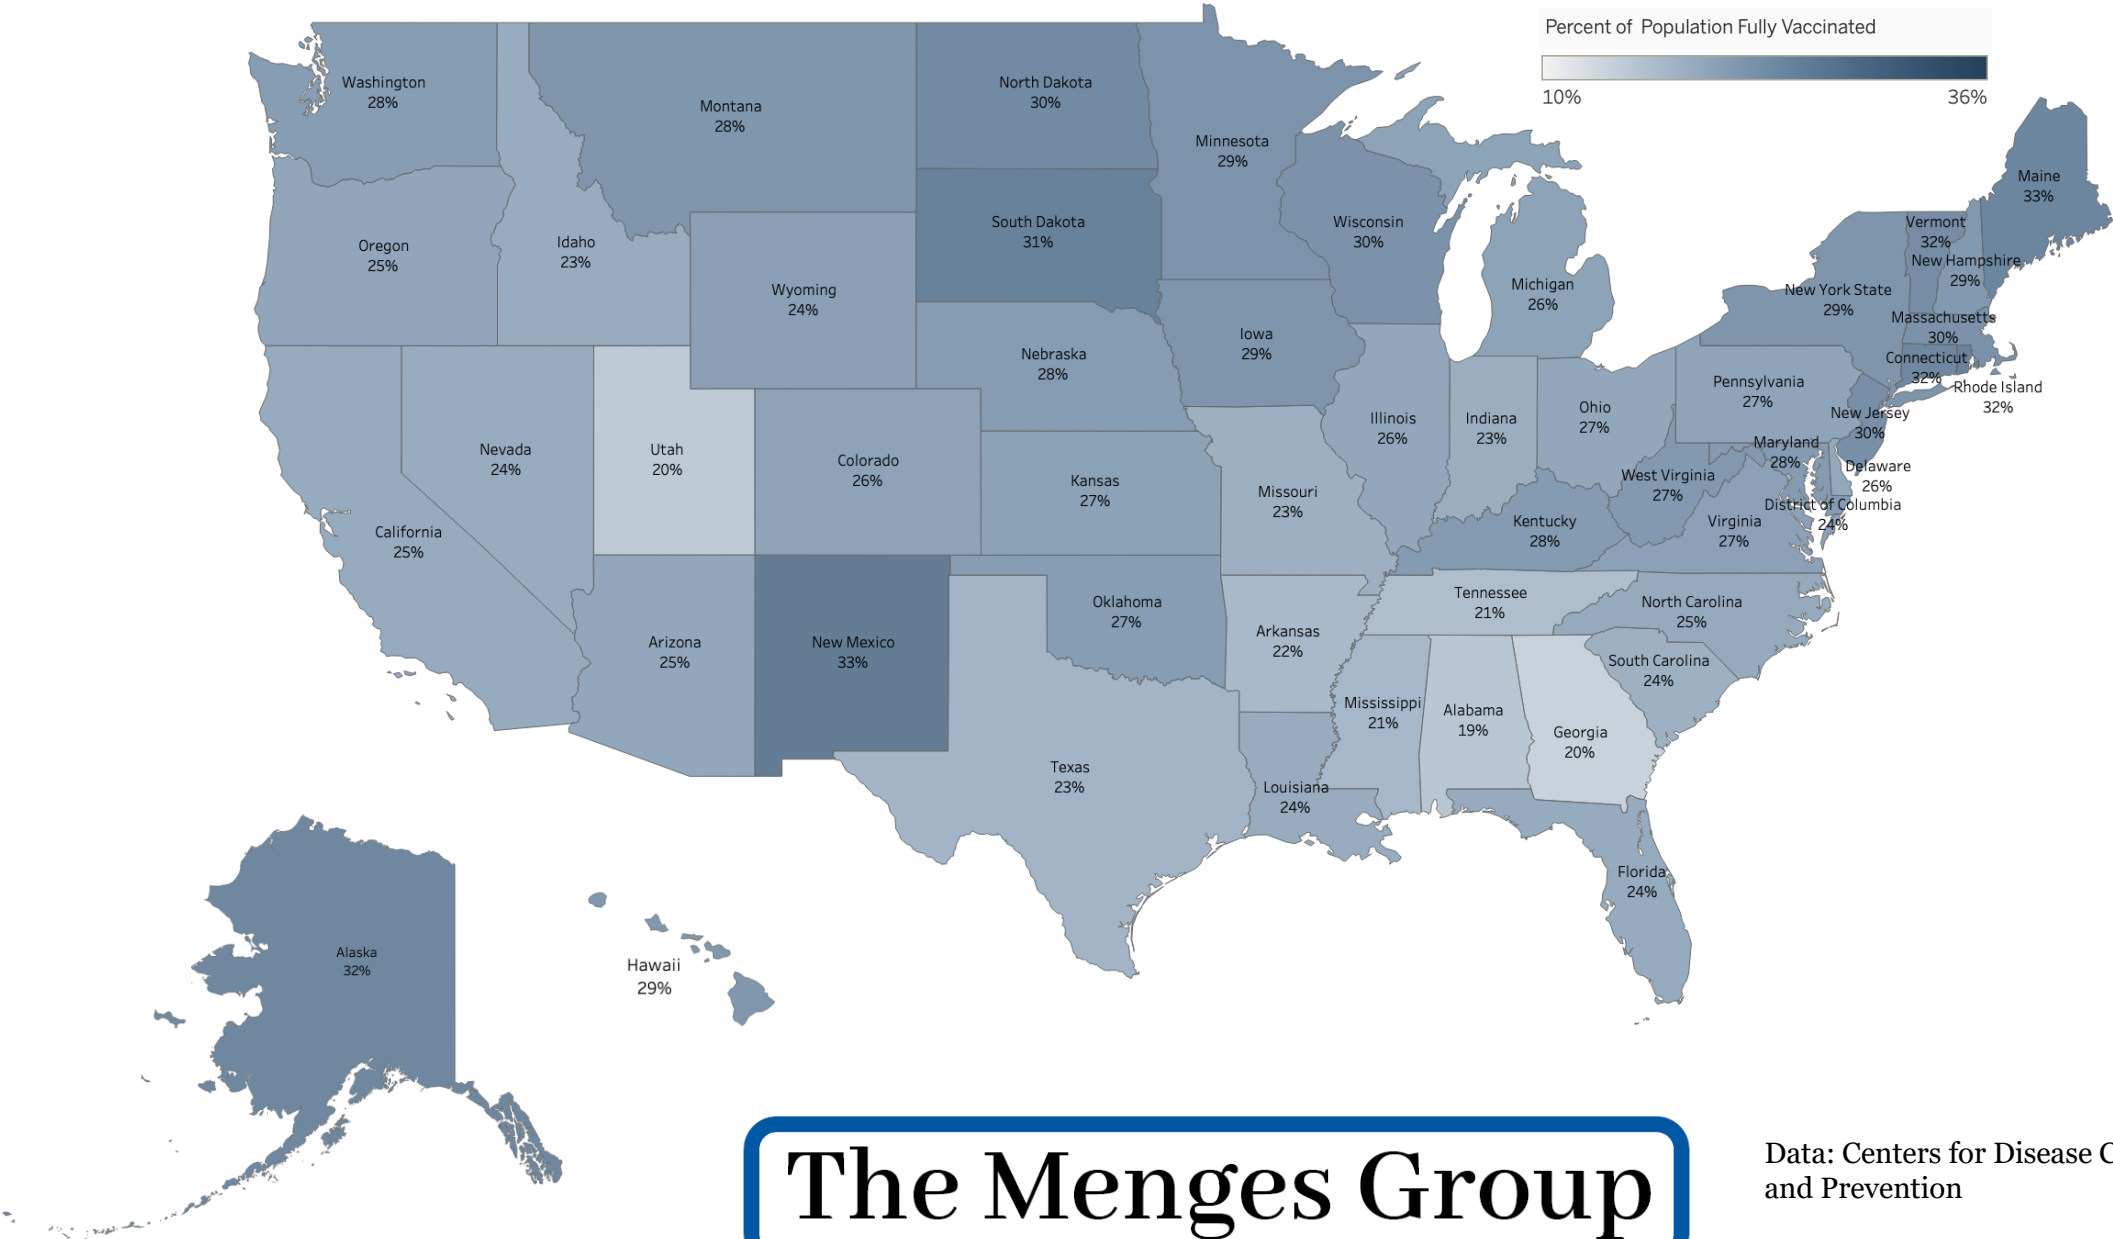 Percent of Population Fully Vaccinated
10%
36%
Washington
28%
Montana
28%
North Dakota
30%
Minnesota
29%
Maine
33%
Oregon
25%
Idaho
23%
Wyoming
24%
South Dakota
31%
Wisconsin
30%
Michigan
26%
Vermont
32%
New Hampshire
29%
New York State
29%
Massachusetts
30%
Connecticut
32%
Rhode Island
32%
Iowa
29%
Nebraska
28%
Pennsylvania
27%
New Jersey
30%
Nevada
24%
Utah
20%
Colorado
26%
Kansas
27%
Missouri
23%
Illinois
26%
Indiana
23%
Ohio
27%
Maryland
28%
Delaware
26%
West Virginia
27%
District of Columbia
24%
Virginia
27%
Kentucky
28%
California
25%
Arizona
25%
New Mexico
33%
Oklahoma
27%
Arkansas
22%
Tennessee
21%
North Carolina
25%
South Carolina
24%
Mississippi
21%
Alabama
19%
Georgia
20%
Texas
23%
Louisiana
24%
Florida
24%
Alaska
32%
Hawaii
29%
The Menges Group
Data: Centers for Disease C
and Prevention